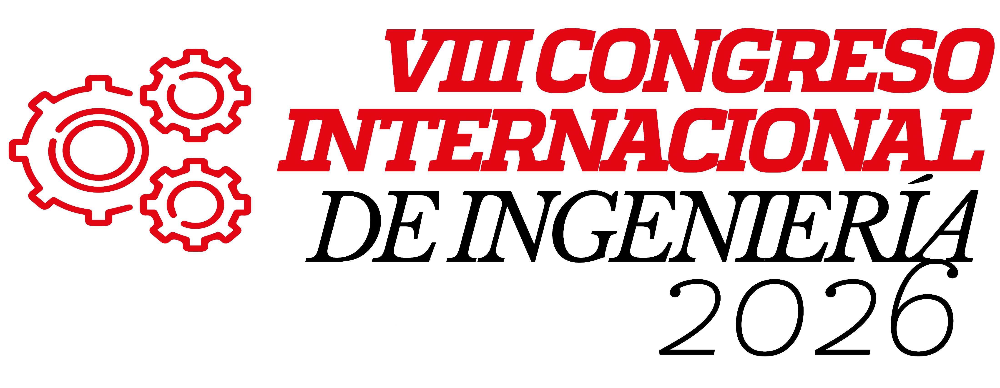 VIII CONGRESO
INTERNACIONAL
DE INGENIERÍA
2026